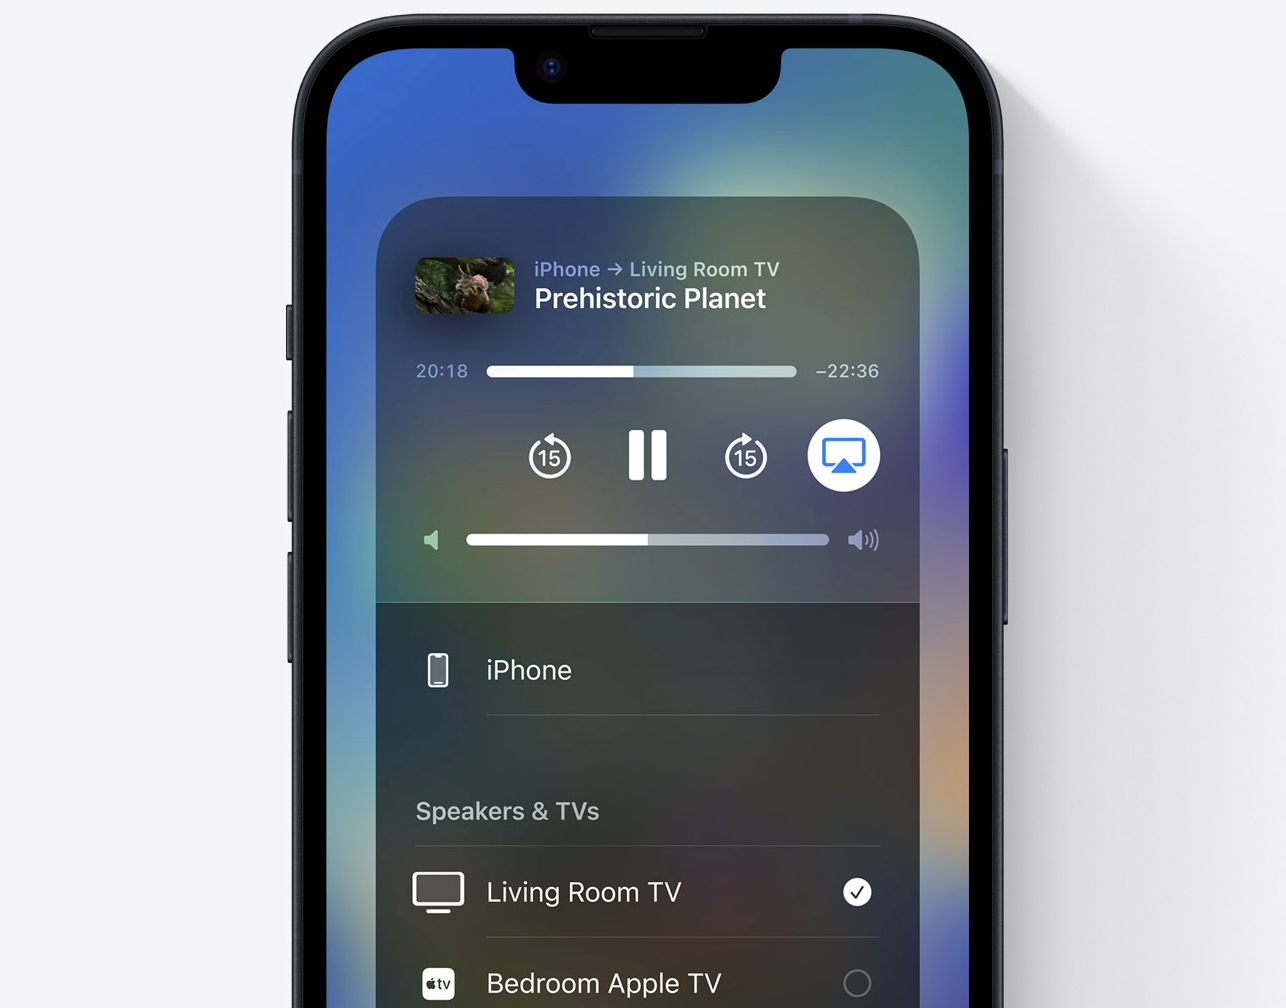 iPhone → Living Room TV
Prehistoric Planet
20:18 –22:36
15 15
iPhone
Speakers & TVs
Living Room TV
tv Bedroom Apple TV